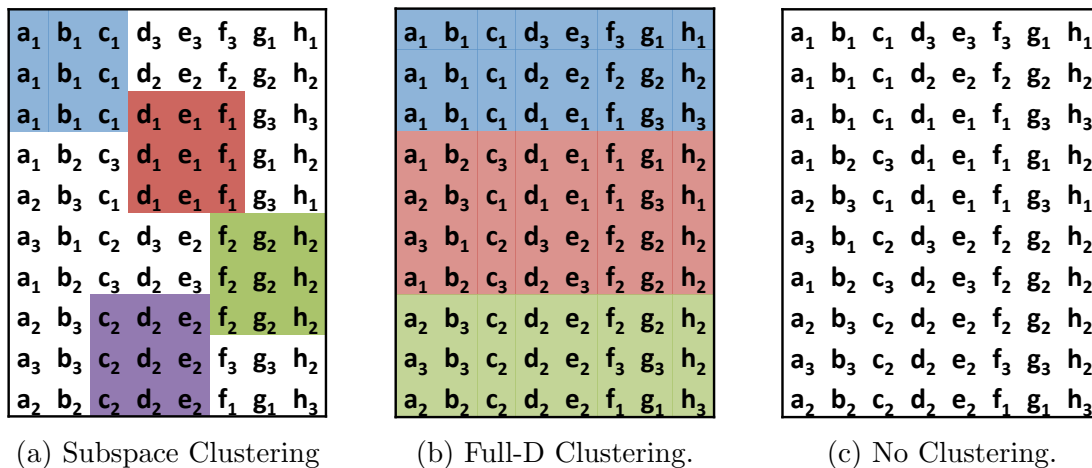 a₁ b₁ c₁ d₃ e₃ f₃ g₁ h₁
a₁ b₁ c₁ d₂ e₂ f₂ g₂ h₂
a₁ b₁ c₁ d₁ e₁ f₁ g₃ h₃
a₁ b₂ c₃ d₁ e₁ f₁ g₁ h₂
a₂ b₃ c₁ d₁ e₁ f₁ g₃ h₁
a₃ b₁ c₂ d₃ e₂ f₂ g₂ h₂
a₁ b₂ c₃ d₂ e₃ f₂ g₂ h₂
a₂ b₃ c₂ d₂ e₂ f₂ g₂ h₂
a₃ b₃ c₂ d₂ e₂ f₃ g₃ h₂
a₂ b₂ c₂ d₂ e₂ f₁ g₁ h₃
(a) Subspace Clustering
a₁ b₁ c₁ d₃ e₃ f₃ g₁ h₁
a₁ b₁ c₁ d₂ e₂ f₂ g₂ h₂
a₁ b₁ c₁ d₁ e₁ f₁ g₃ h₃
a₁ b₂ c₃ d₁ e₁ f₁ g₁ h₂
a₂ b₃ c₁ d₁ e₁ f₁ g₃ h₁
a₃ b₁ c₂ d₃ e₂ f₂ g₂ h₂
a₁ b₂ c₃ d₂ e₃ f₂ g₂ h₂
a₂ b₃ c₂ d₂ e₂ f₂ g₂ h₂
a₃ b₃ c₂ d₂ e₂ f₃ g₃ h₂
a₂ b₂ c₂ d₂ e₂ f₁ g₁ h₃
(b) Full-D Clustering.
a₁ b₁ c₁ d₃ e₃ f₃ g₁ h₁
a₁ b₁ c₁ d₂ e₂ f₂ g₂ h₂
a₁ b₁ c₁ d₁ e₁ f₁ g₃ h₃
a₁ b₂ c₃ d₁ e₁ f₁ g₁ h₂
a₂ b₃ c₁ d₁ e₁ f₁ g₃ h₁
a₃ b₁ c₂ d₃ e₂ f₂ g₂ h₂
a₁ b₂ c₃ d₂ e₃ f₂ g₂ h₂
a₂ b₃ c₂ d₂ e₂ f₂ g₂ h₂
a₃ b₃ c₂ d₂ e₂ f₃ g₃ h₂
a₂ b₂ c₂ d₂ e₂ f₁ g₁ h₃
(c) No Clustering.